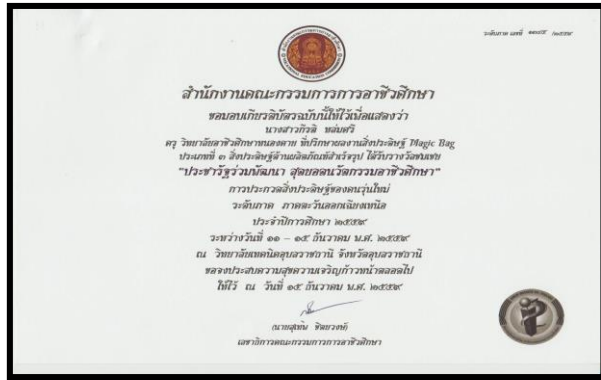 ระดับภาค เลขที่ /๒๕๕๙
สำนักงานคณะกรรมการการอาชีวศึกษา
ขอมอบเกียรติบัตรฉบับนี้ให้ไว้เพื่อแสดงว่า
นางสาวกีรติ หล่มศรี
ครู วิทยาลัยอาชีวศึกษาหนองคาย ที่ปรึกษาผลงานสิ่งประดิษฐ์ Magic Bag
ประเภทที่ ๓ สิ่งประดิษฐ์ด้านผลิตภัณฑ์สำเร็จรูป ได้รับรางวัลชมเชย
"ประชารัฐร่วมพัฒนา สุดยอดนวัตกรรมอาชีวศึกษา"
การประกวดสิ่งประดิษฐ์ของคนรุ่นใหม่
ระดับภาค ภาคตะวันออกเฉียงเหนือ
ประจำปีการศึกษา ๒๕๕๙
ระหว่างวันที่ ๑๑ – ๑๕ ธันวาคม พ.ศ. ๒๕๕๙
ณ วิทยาลัยเทคนิคอุบลราชธานี จังหวัดอุบลราชธานี
ขอจงประสบความสุขความเจริญก้าวหน้าตลอดไป
ให้ไว้ ณ วันที่ ๑๕ ธันวาคม พ.ศ. ๒๕๕๙
(นายสุเทพ ชิตยวงษ์)
เลขาธิการคณะกรรมการการอาชีวศึกษา